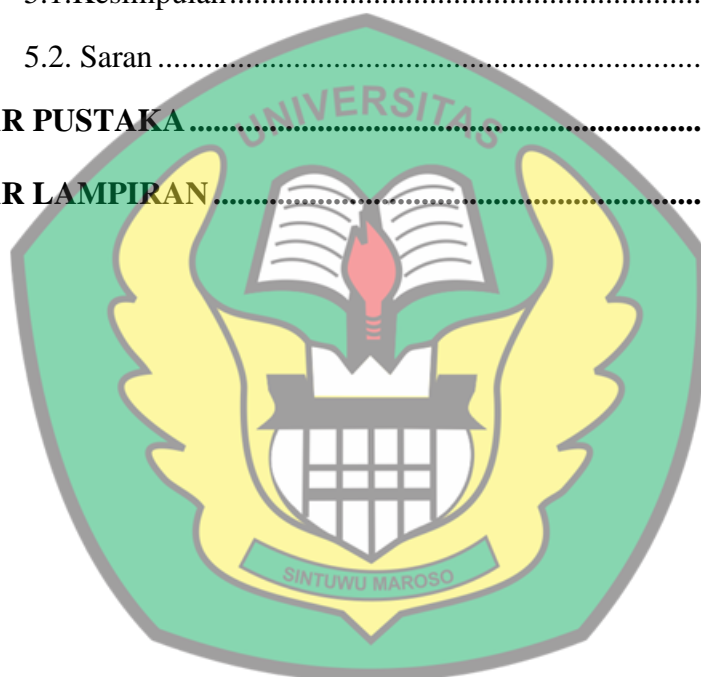 5.1.Kesimpulan..............................................................................
5.2. Saran.........................................................................................
R PUSTAKA..............................................................................
R LAMPIRAN...........................................................................
UNIVERSITAS
SINTUWU MAROSO